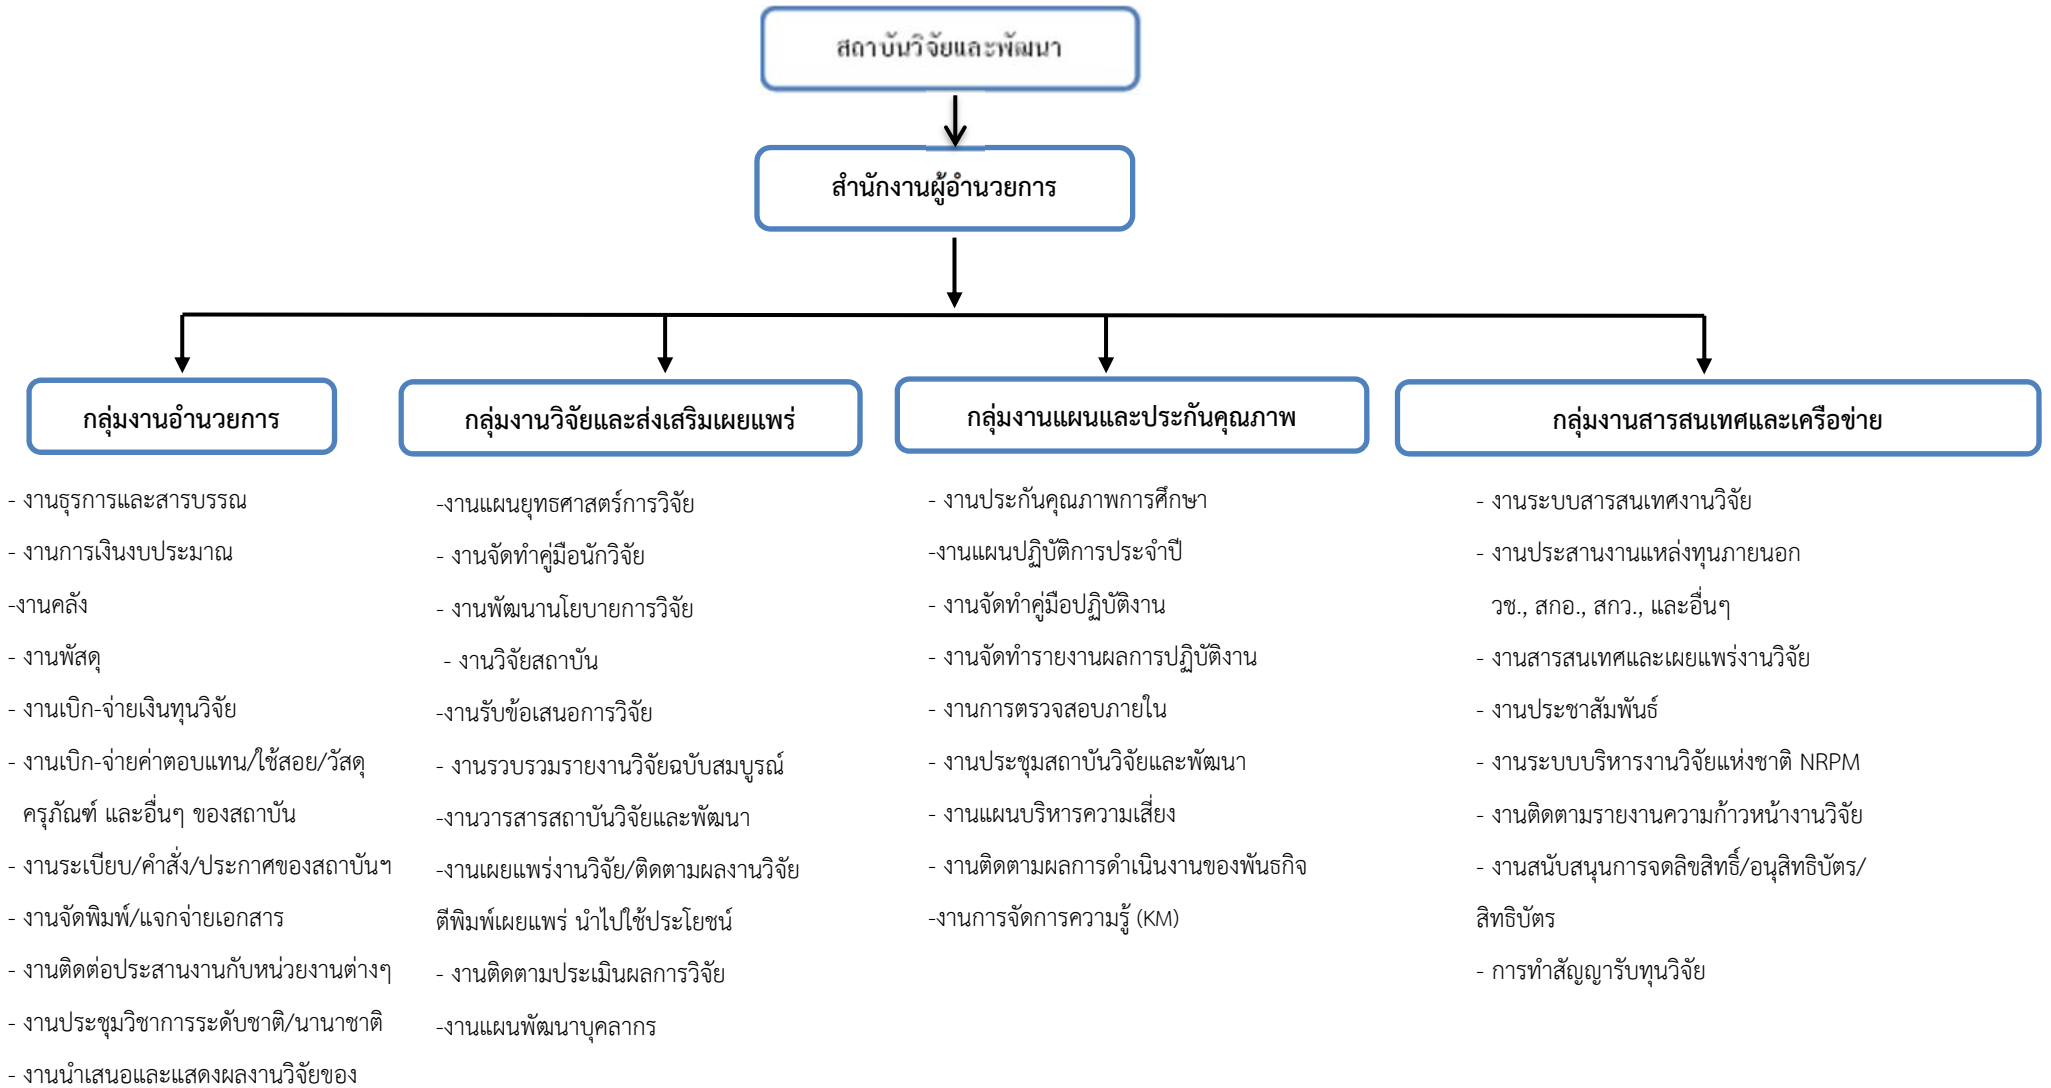 สถาบันวิจัยและพัฒนา
สำนักงานผู้อำนวยการ
กลุ่มงานอำนวยการ
- งานธุรการและสารบรรณ
- งานการเงินงบประมาณ
-งานคลัง
- งานพัสดุ
- งานเบิก-จ่ายเงินทุนวิจัย
- งานเบิก-จ่ายค่าตอบแทน/ใช้สอย/วัสดุ
ครุภัณฑ์ และอื่นๆ ของสถาบัน
- งานระเบียบ/คำสั่ง/ประกาศของสถาบันฯ
- งานจัดพิมพ์/แจกจ่ายเอกสาร
- งานติดต่อประสานงานกับหน่วยงานต่างๆ
- งานประชุมวิชาการระดับชาติ/นานาชาติ
- งานนำเสนอและแสดงผลงานวิจัยของ
กลุ่มงานวิจัยและส่งเสริมเผยแพร่
-งานแผนยุทธศาสตร์การวิจัย
- งานจัดทำคู่มือนักวิจัย
- งานพัฒนานโยบายการวิจัย
- งานวิจัยสถาบัน
-งานรับข้อเสนอการวิจัย
- งานรวบรวมรายงานวิจัยฉบับสมบูรณ์
-งานวารสารสถาบันวิจัยและพัฒนา
-งานเผยแพร่งานวิจัย/ติดตามผลงานวิจัย
ตีพิมพ์เผยแพร่ นำไปใช้ประโยชน์
- งานติดตามประเมินผลการวิจัย
-งานแผนพัฒนาบุคลากร
กลุ่มงานแผนและประกันคุณภาพ
- งานประกันคุณภาพการศึกษา
-งานแผนปฏิบัติการประจำปี
- งานจัดทำคู่มือปฏิบัติงาน
- งานจัดทำรายงานผลการปฏิบัติงาน
- งานการตรวจสอบภายใน
- งานประชุมสถาบันวิจัยและพัฒนา
- งานแผนบริหารความเสี่ยง
- งานติดตามผลการดำเนินงานของพันธกิจ
-งานการจัดการความรู้ (KM)
กลุ่มงานสารสนเทศและเครือข่าย
- งานระบบสารสนเทศงานวิจัย
- งานประสานงานแหล่งทุนภายนอก
วช., สกอ., สกว., และอื่นๆ
- งานสารสนเทศและเผยแพร่งานวิจัย
- งานประชาสัมพันธ์
- งานระบบบริหารงานวิจัยแห่งชาติ NRPM
- งานติดตามรายงานความก้าวหน้างานวิจัย
- งานสนับสนุนการจดลิขสิทธิ์/อนุสิทธิบัตร/
สิทธิบัตร
- การทำสัญญารับทุนวิจัย